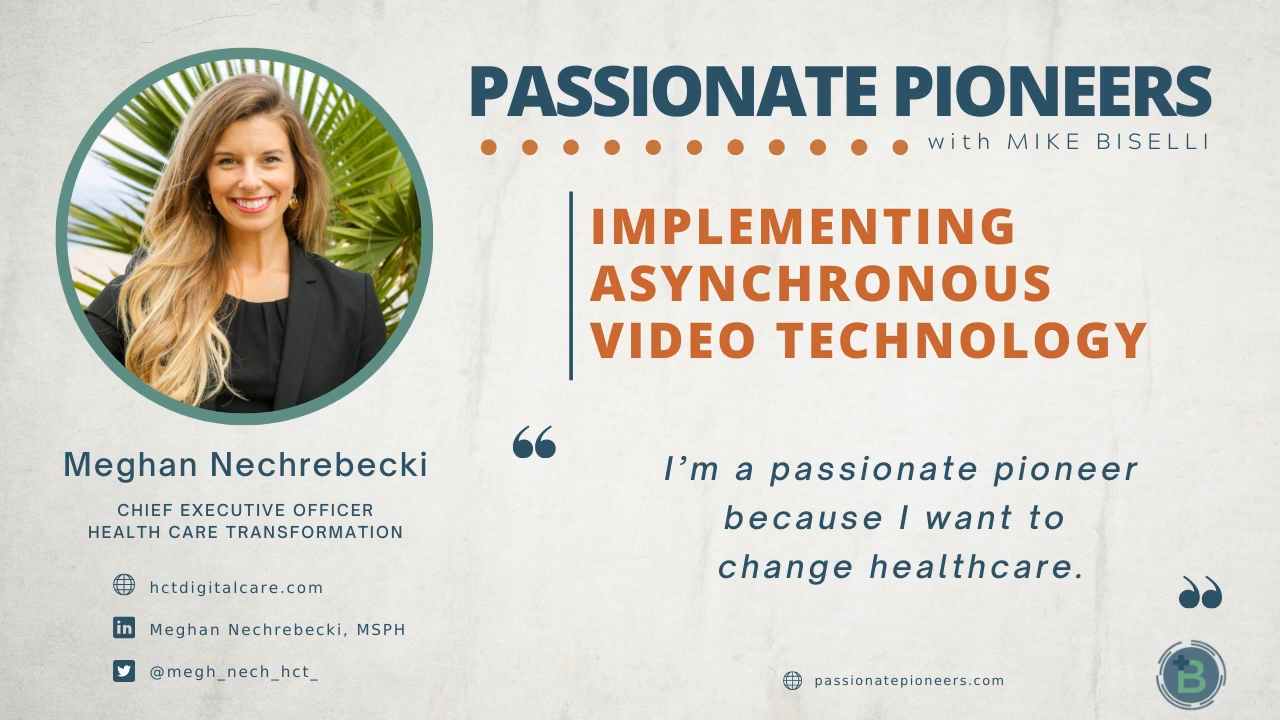 PASSIONATE PIONEERS
with MIKE BISELLI
IMPLEMENTING
ASYNCHRONOUS
VIDEO TECHNOLOGY
“
I’m a passionate pioneer
because I want to
change healthcare.
”
Meghan Nechrebecki
CHIEF EXECUTIVE OFFICER
HEALTH CARE TRANSFORMATION
hctdigitalcare.com
in Meghan Nechrebecki, MSPH
@megh_nech_hct_
passionatepioneers.com
B